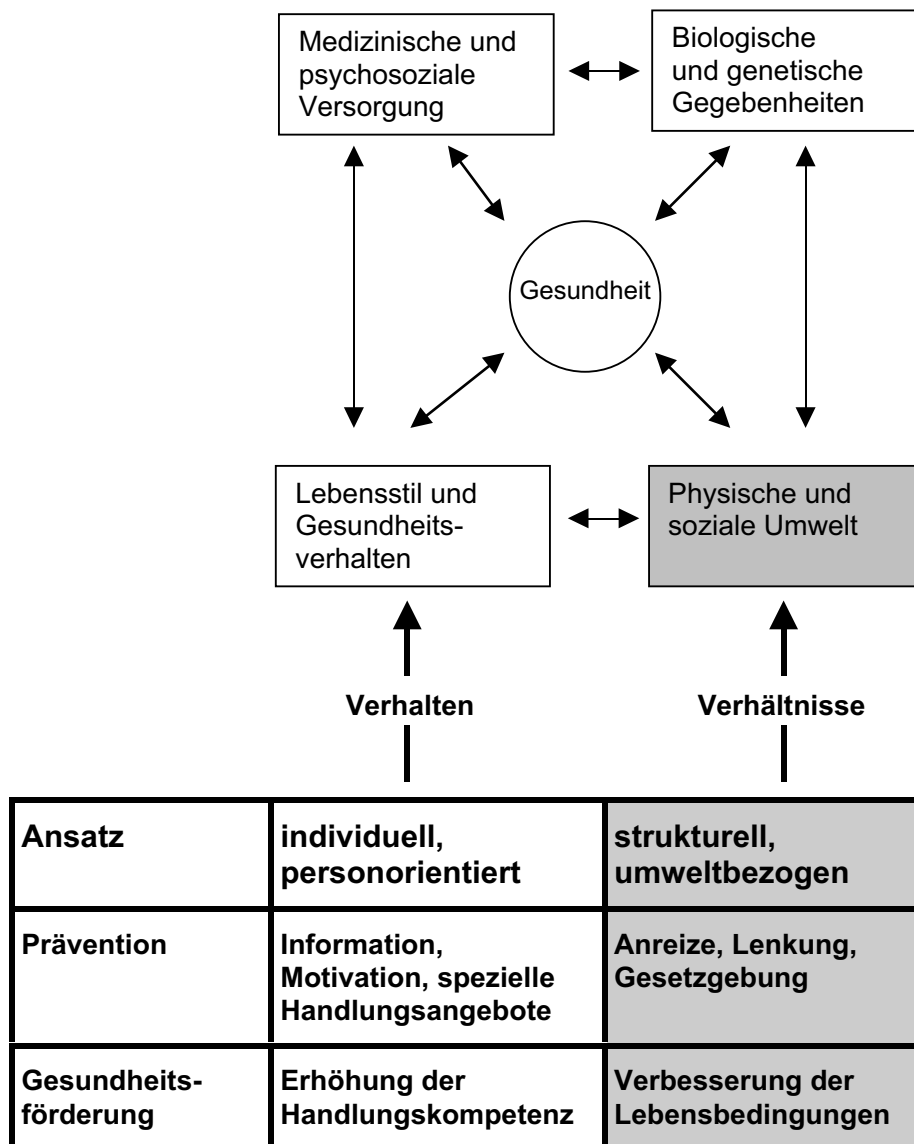 Medizinische und
psychosoziale
Versorgung
Biologische
und genetische
Gegebenheiten
Gesundheit
Lebensstil und
Gesundheits-
verhalten
Physische und
soziale Umwelt
Verhalten
Verhältnisse
Ansatz
individuell,
personorientiert
strukturell,
umweltbezogen
Prävention
Information,
Motivation, spezielle
Handlungsangebote
Anreize, Lenkung,
Gesetzgebung
Gesundheits-
förderung
Erhöhung der
Handlungskompetenz
Verbesserung der
Lebensbedingungen